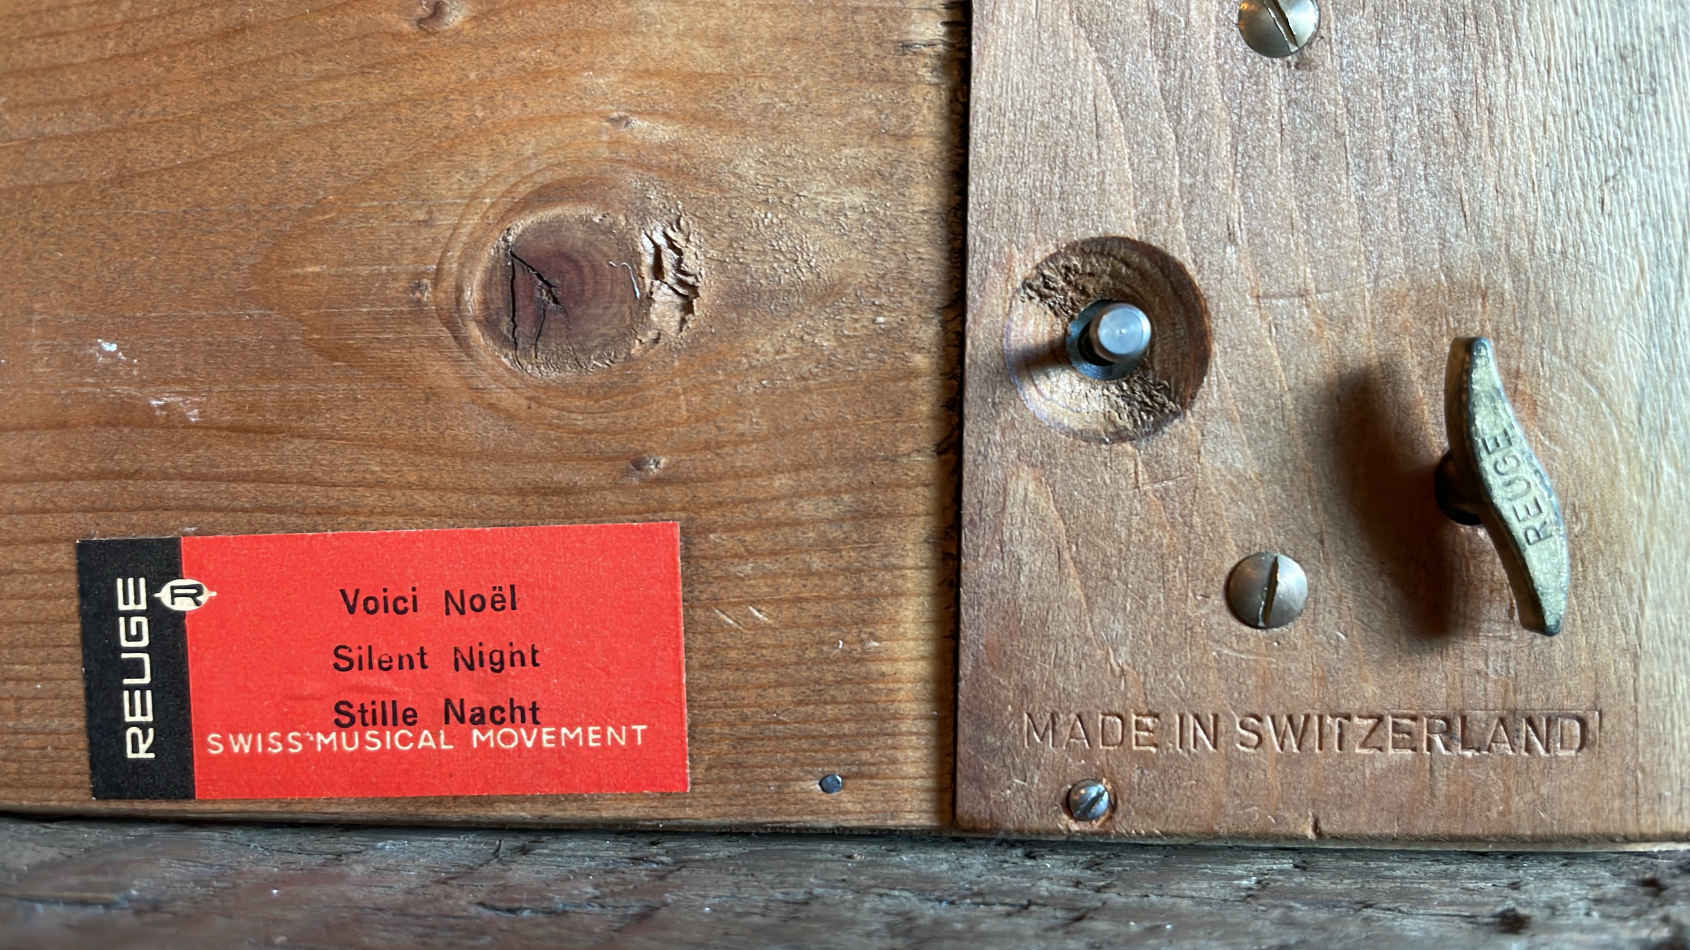 REUGE
R
Voici Noël
Silent Night
Stille Nacht
SWISS MUSICAL MOVEMENT
REUGE
MADE IN SWITZERLAND